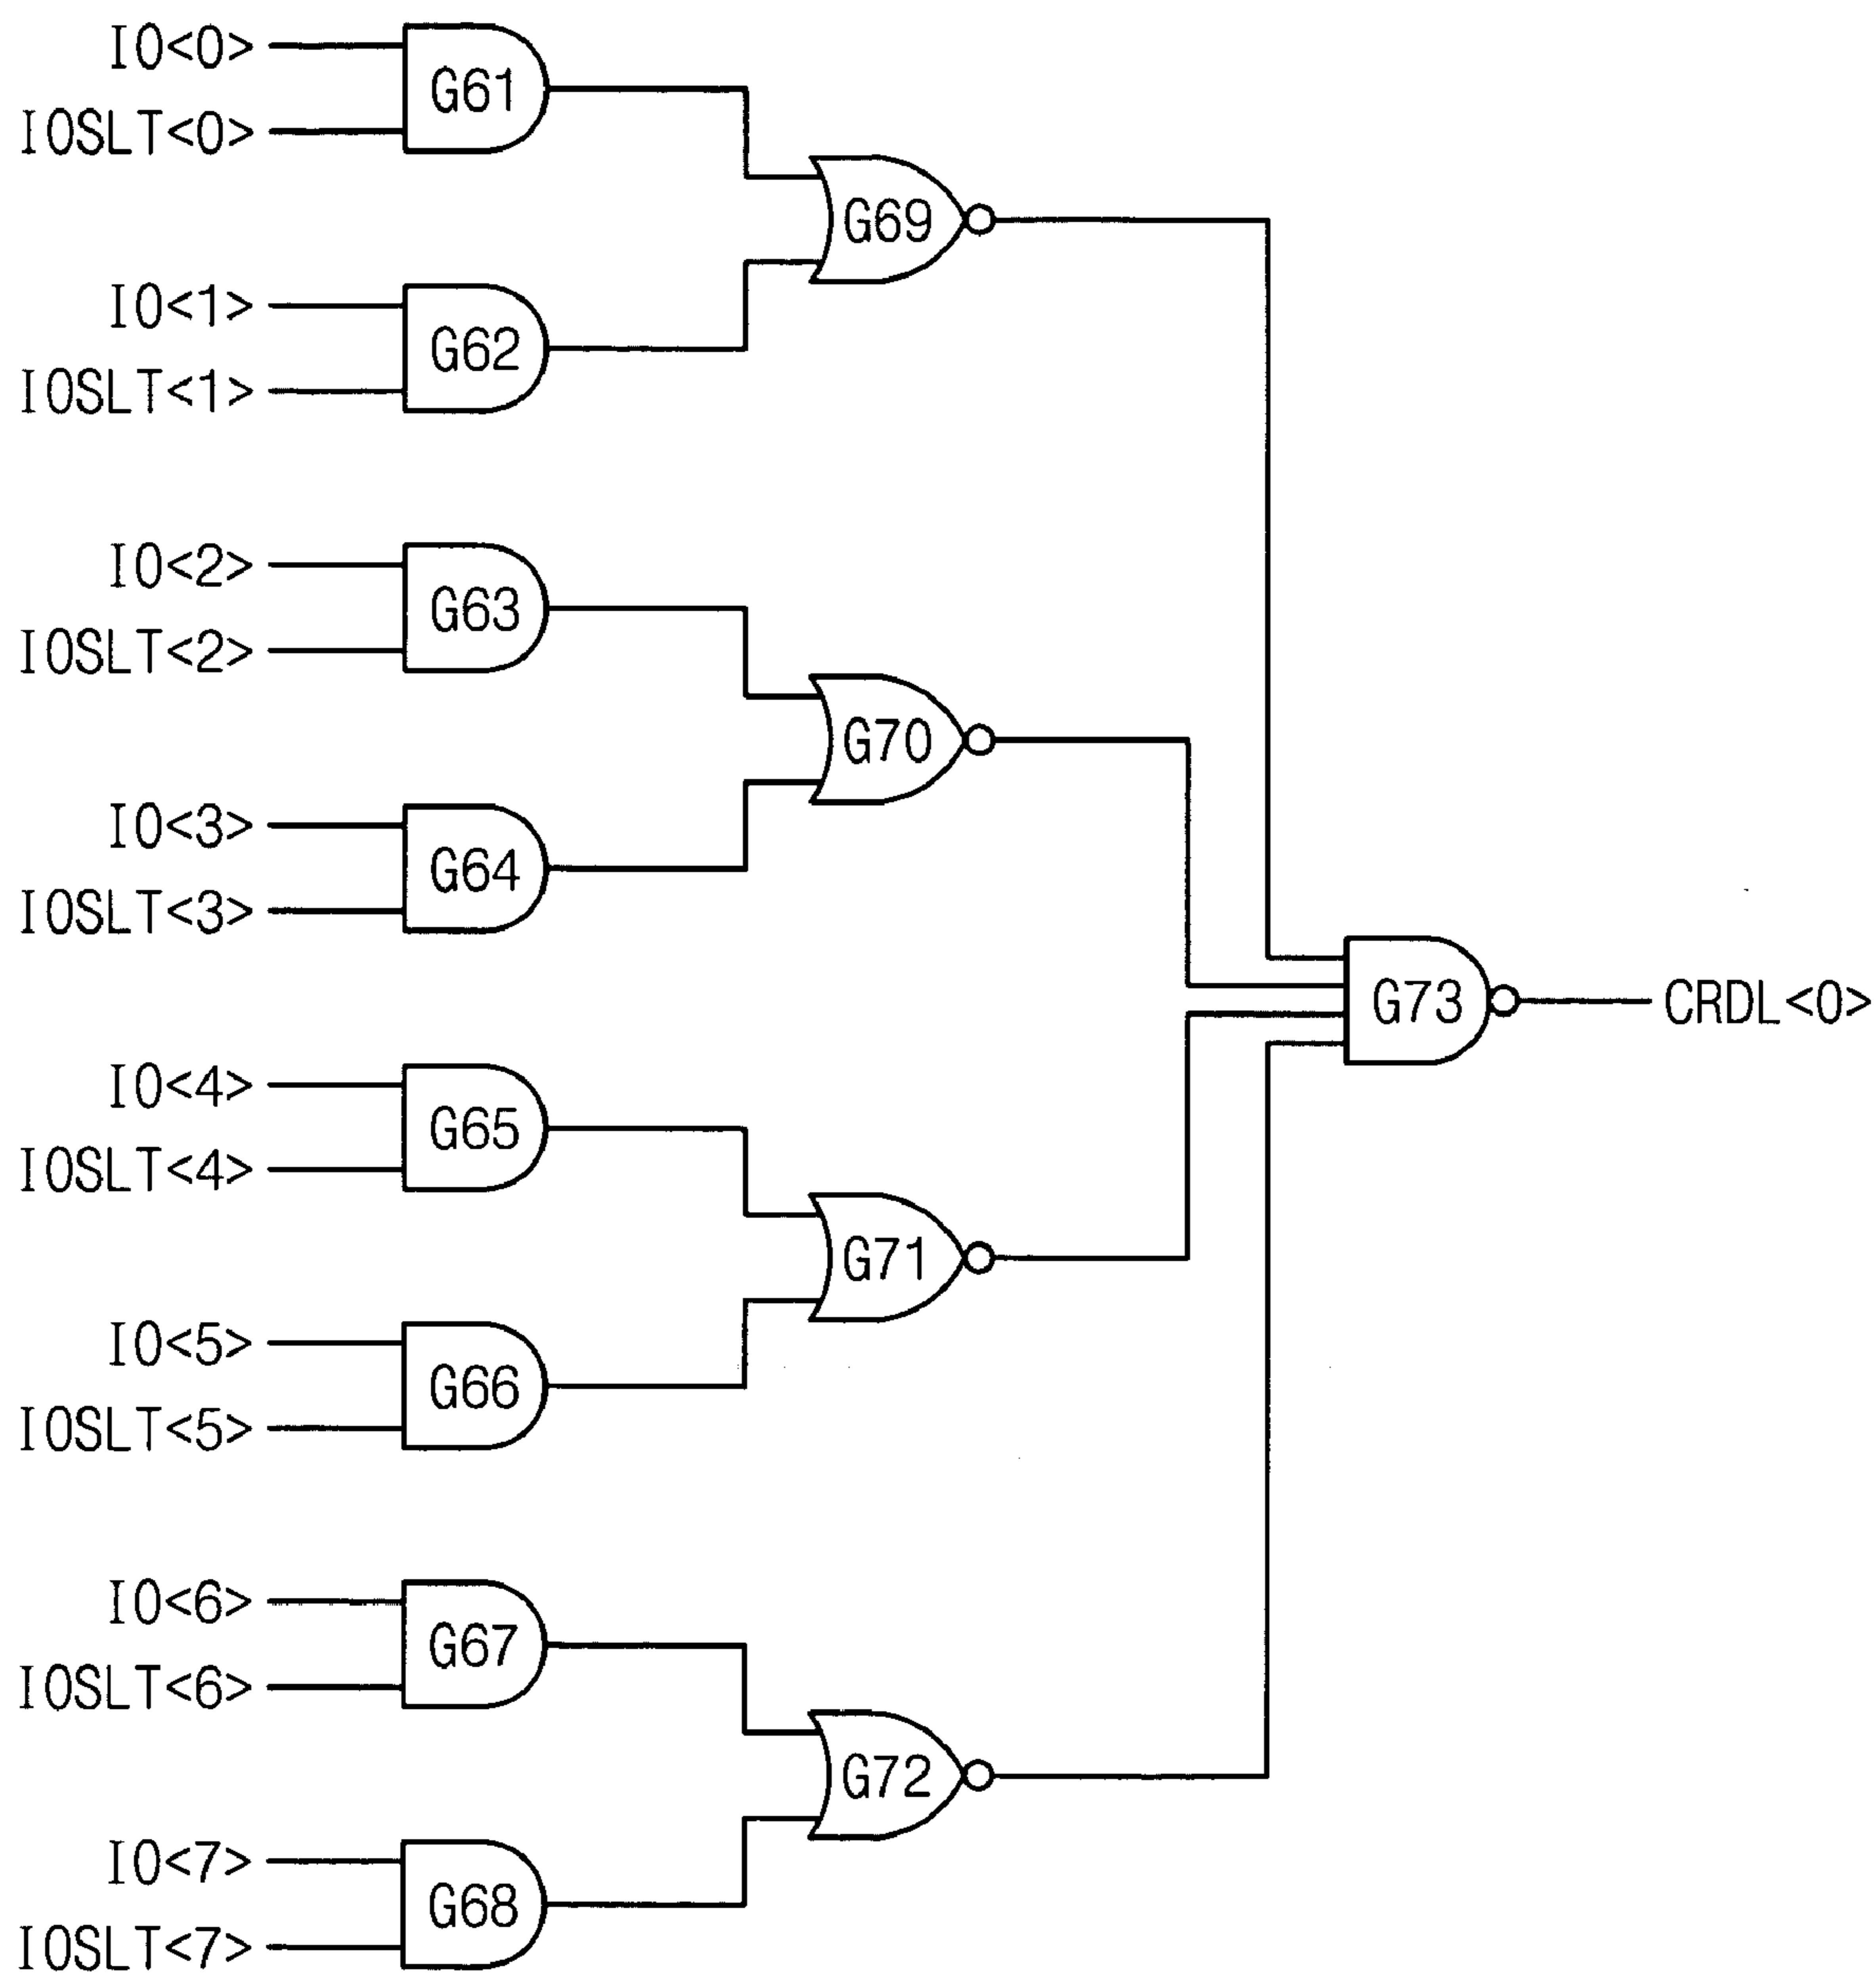 IO<0>
G61
IOSLT<0>
G69
IO<1>
G62
IOSLT<1>
IO<2>
G63
IOSLT<2>
G70
IO<3>
G64
IOSLT<3>
G73
CRDL<0>
IO<4>
G65
IOSLT<4>
G71
IO<5>
G66
IOSLT<5>
IO<6>
G67
IOSLT<6>
G72
IO<7>
G68
IOSLT<7>